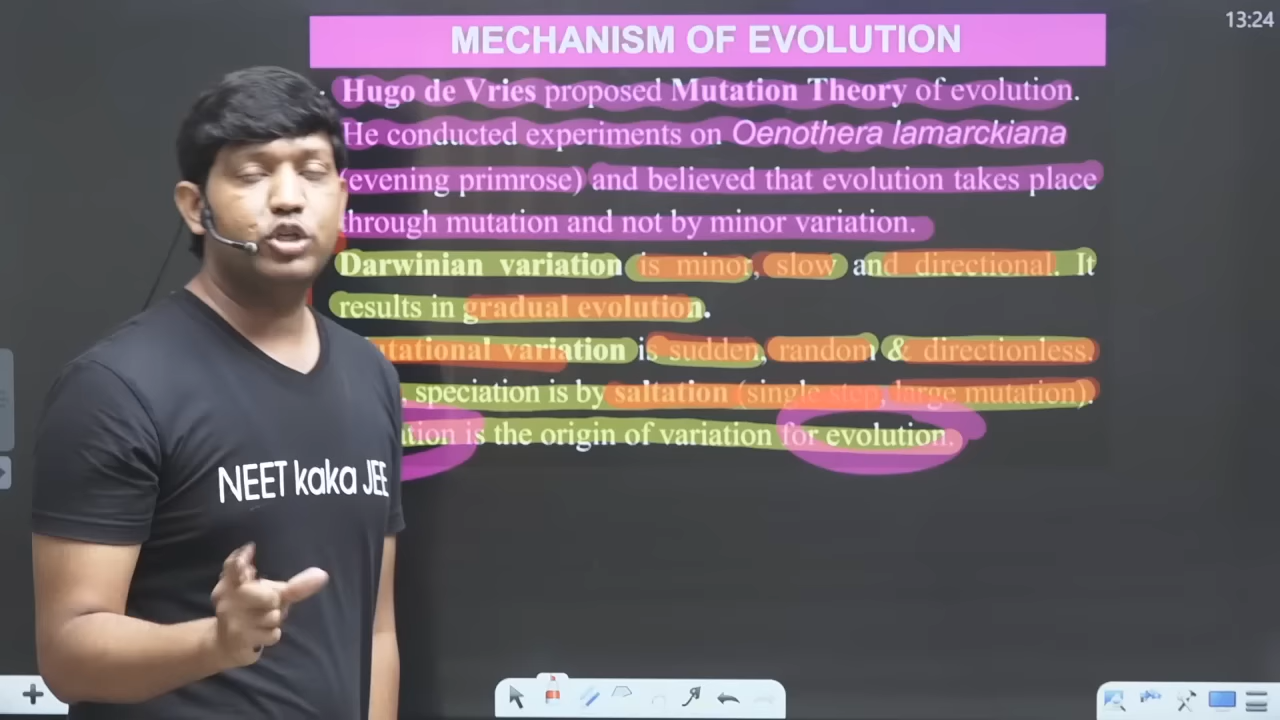 13:24
MECHANISM OF EVOLUTION
Hugo de Vries proposed Mutation Theory of evolution.
He conducted experiments on Oenothera lamarckiana
(evening primrose) and believed that evolution takes place
through mutation and not by minor variation.
Darwinian variation is minor, slow and directional. It
results in gradual evolution.
variation is sudden, random & directionless.
, speciation is by saltation (single step, large mutation).
is the origin of variation for evolution.
NEET kaka JEE